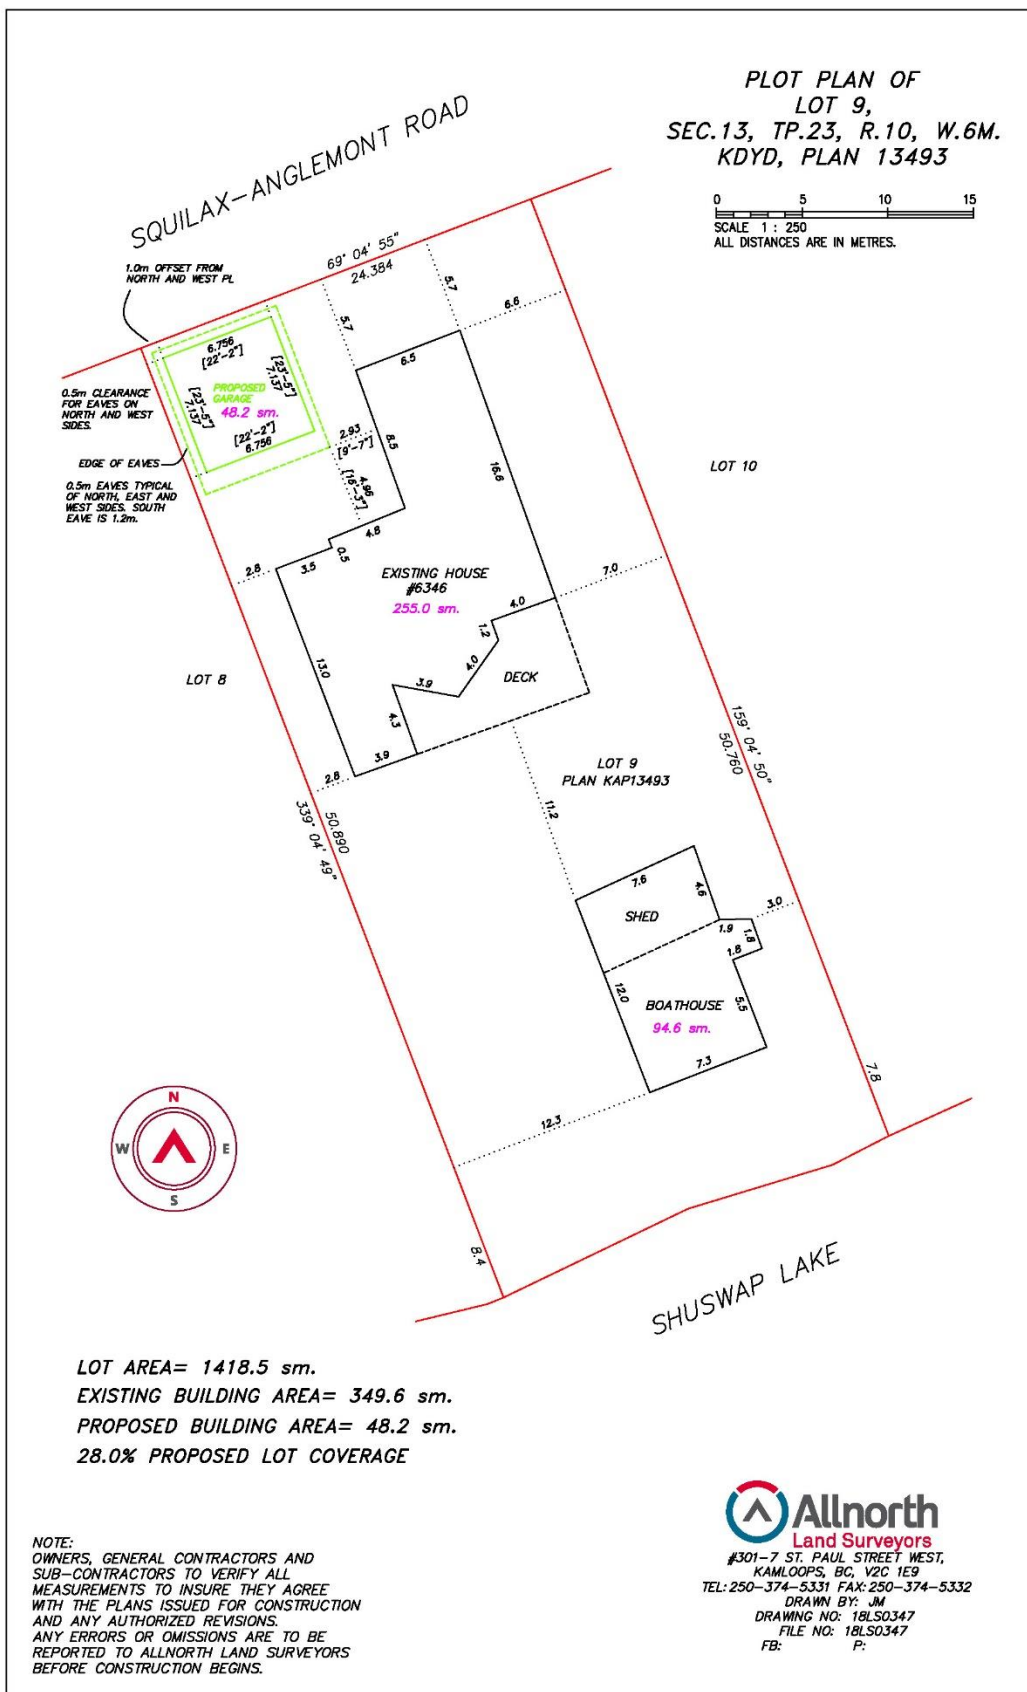 PLOT PLAN OF
LOT 9,
SEC.13, TP.23, R.10, W.6M.
KDYD, PLAN 13493
0 5 10 15
SCALE 1 : 250
ALL DISTANCES ARE IN METRES.
SQUILAX-ANGLEMONT ROAD
69° 04' 55"
24.384
1.0m OFFSET FROM
NORTH AND WEST PL
5.7
5.7
6.6
6.5
6.756
[22'-2"]
[23'-5"]
7.137
PROPOSED
GARAGE
48.2 sm.
[23'-5"]
7.137
[22'-2"]
6.756
0.5m CLEARANCE
FOR EAVES ON
NORTH AND WEST
SIDES.
EDGE OF EAVES
0.5m EAVES TYPICAL
OF NORTH, EAST AND
WEST SIDES. SOUTH
EAVE IS 1.2m.
2.93
[9'-7"]
8.5
16.6
4.96
[16'-3"]
LOT 10
4.8
0.5
3.5
2.8
EXISTING HOUSE
#6346
255.0 sm.
7.0
4.0
1.2
4.0
DECK
3.9
4.3
13.0
LOT 8
3.9
2.8
50.890
339° 04' 49"
159° 04' 50"
50.760
LOT 9
PLAN KAP13493
11.2
7.6
4.6
SHED
3.0
1.9
1.8
1.8
12.0
BOATHOUSE
94.6 sm.
5.5
7.3
12.3
7.8
8.4
N
W
E
S
SHUSWAP LAKE
LOT AREA= 1418.5 sm.
EXISTING BUILDING AREA= 349.6 sm.
PROPOSED BUILDING AREA= 48.2 sm.
28.0% PROPOSED LOT COVERAGE
NOTE:
OWNERS, GENERAL CONTRACTORS AND
SUB-CONTRACTORS TO VERIFY ALL
MEASUREMENTS TO INSURE THEY AGREE
WITH THE PLANS ISSUED FOR CONSTRUCTION
AND ANY AUTHORIZED REVISIONS.
ANY ERRORS OR OMISSIONS ARE TO BE
REPORTED TO ALLNORTH LAND SURVEYORS
BEFORE CONSTRUCTION BEGINS.
Allnorth
Land Surveyors
#301-7 ST. PAUL STREET WEST,
KAMLOOPS, BC, V2C 1E9
TEL: 250-374-5331 FAX: 250-374-5332
DRAWN BY: JM
DRAWING NO: 18LS0347
FILE NO: 18LS0347
FB: P: